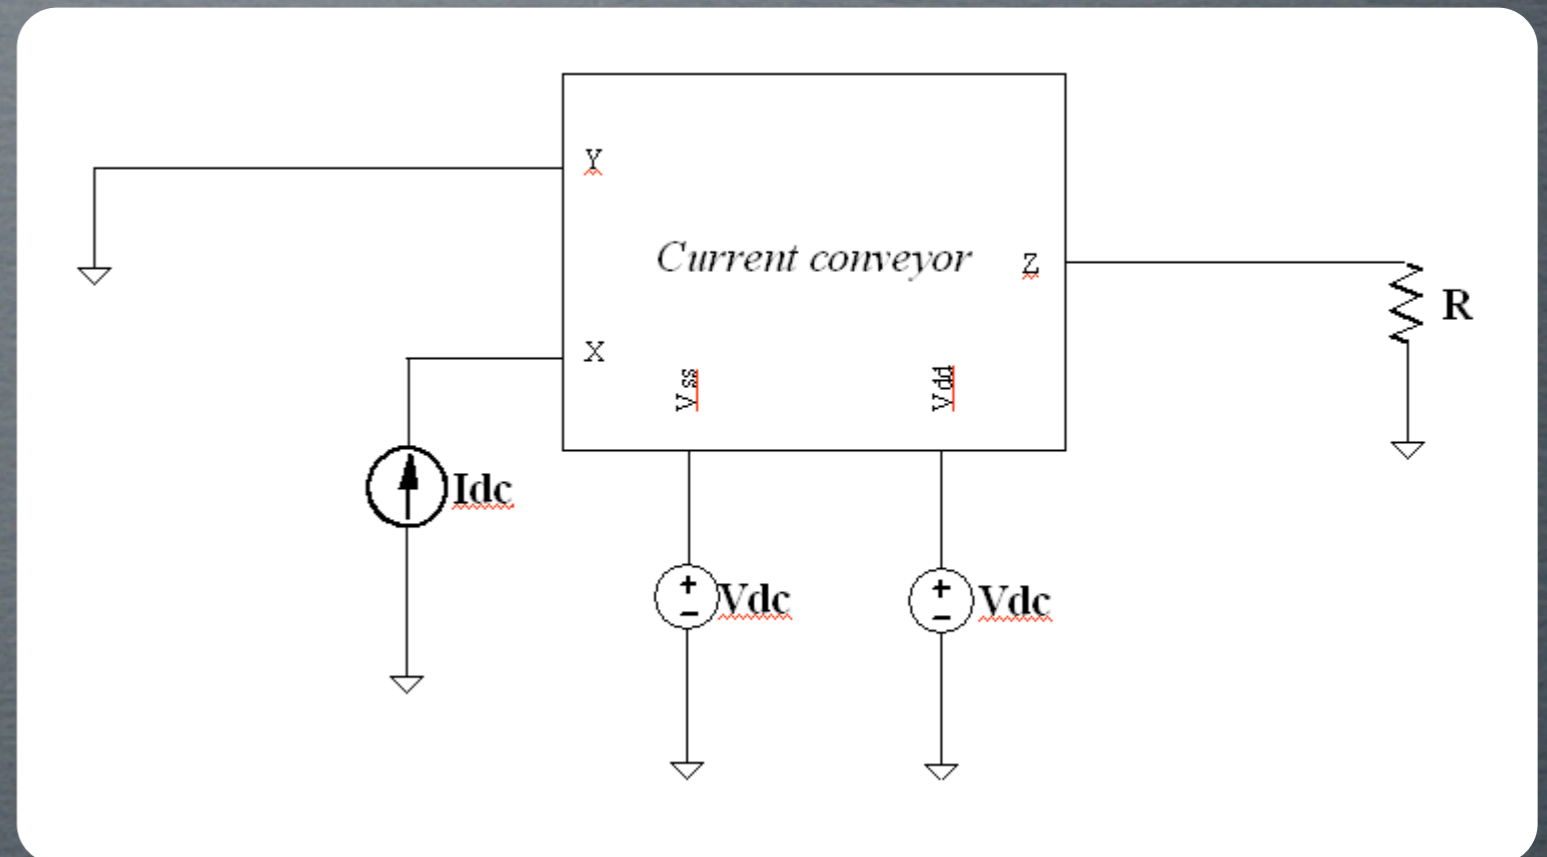 Y
Current conveyor
Z
R
X
Vss
Vdd
Idc
Vdc
Vdc
+
−
+
−